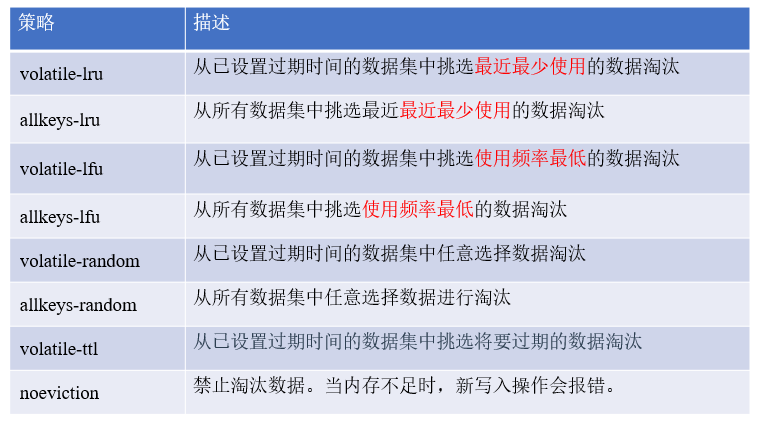 策略 描述
volatile-lru 从已设置过期时间的数据集中挑选最近最少使用的数据淘汰
allkeys-lru 从所有数据集中挑选最近最近最少使用的数据淘汰
volatile-lfu 从已设置过期时间的数据集中挑选使用频率最低的数据淘汰
allkeys-lfu 从所有数据集中挑选使用频率最低的数据淘汰
volatile-random 从已设置过期时间的数据集中任意选择数据淘汰
allkeys-random 从所有数据集中任意选择数据进行淘汰
volatile-ttl 从已设置过期时间的数据集中挑选将要过期的数据淘汰
noeviction 禁止淘汰数据。当内存不足时，新写入操作会报错。